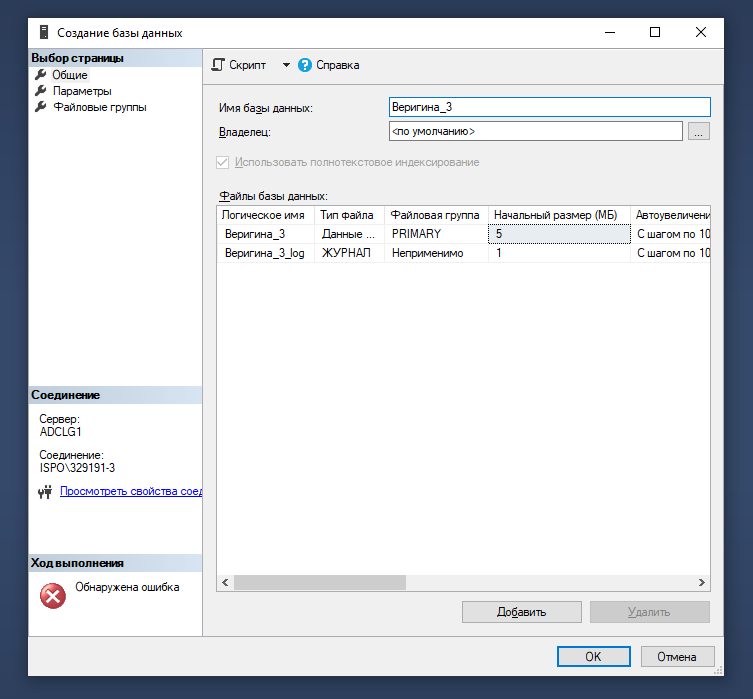 Создание базы данных
Выбор страницы
Общие
Параметры
Файловые группы
Скрипт
Справка
Имя базы данных:
Веригина_3
Владелец:
<по умолчанию>
...
Использовать полнотекстовое индексирование
Файлы базы данных:
Логическое имя Тип файла Файловая группа Начальный размер (МБ) Автоувеличени
Веригина_3 Данные ... PRIMARY 5 С шагом по 10
Веригина_3_log ЖУРНАЛ Неприменимо 1 С шагом по 10
Соединение
Сервер:
ADCLG1
Соединение:
ISPO\329191-3
Просмотреть свойства соед
Ход выполнения
Обнаружена ошибка
Добавить
Удалить
OK
Отмена